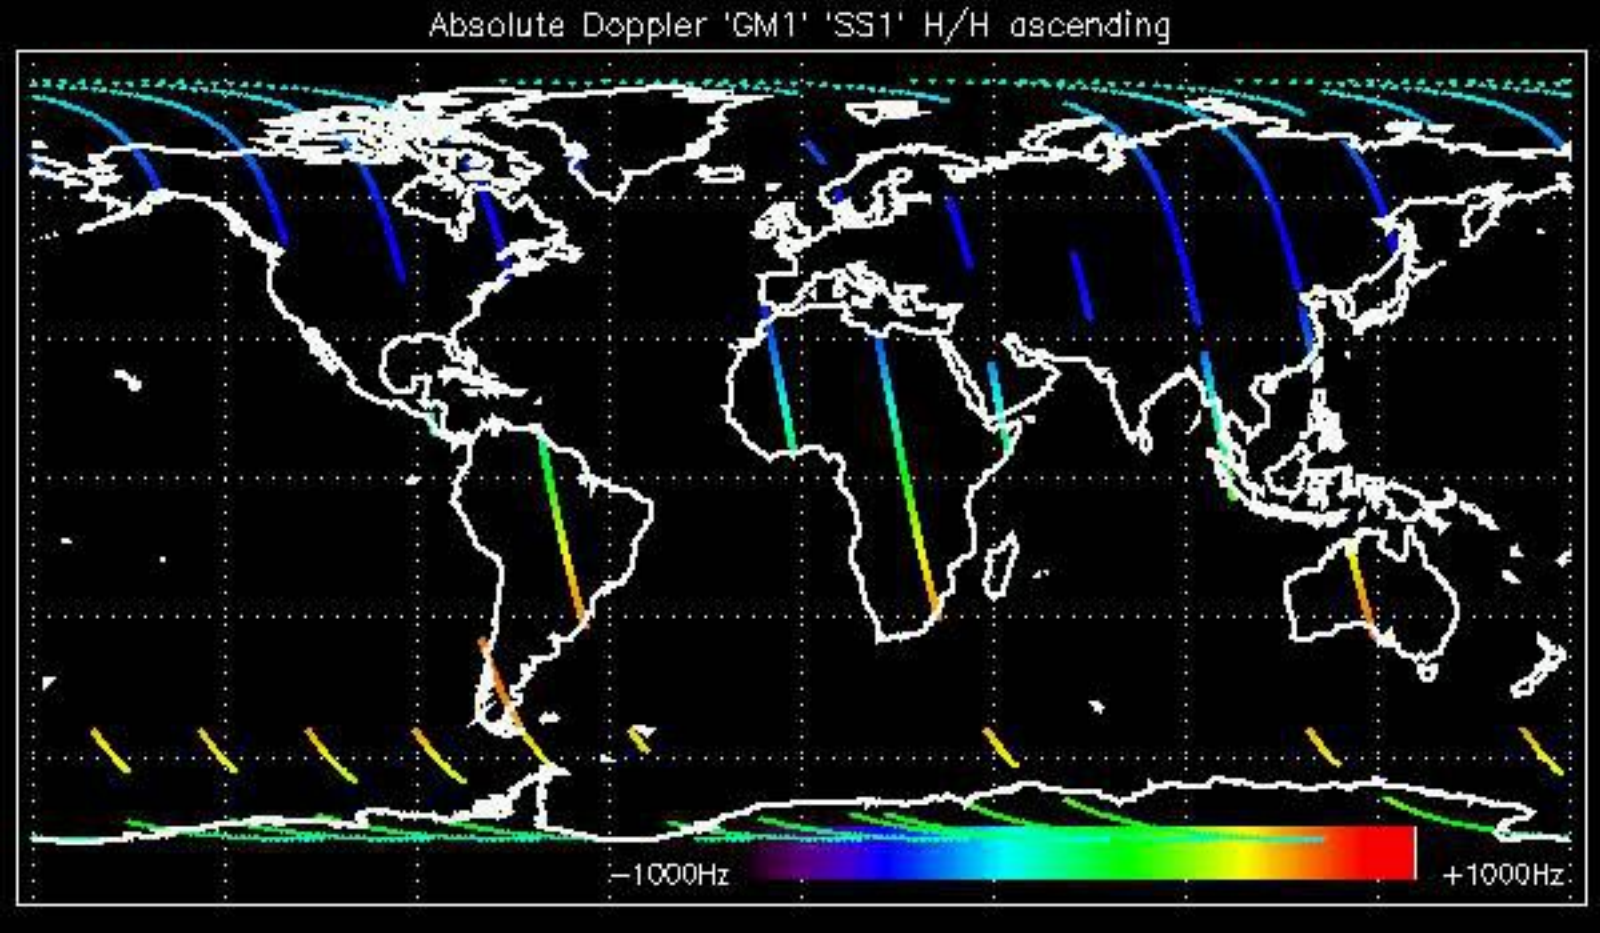 Absolute Doppler 'GM1' 'SS1' H/H ascending
-1000Hz
+1000Hz